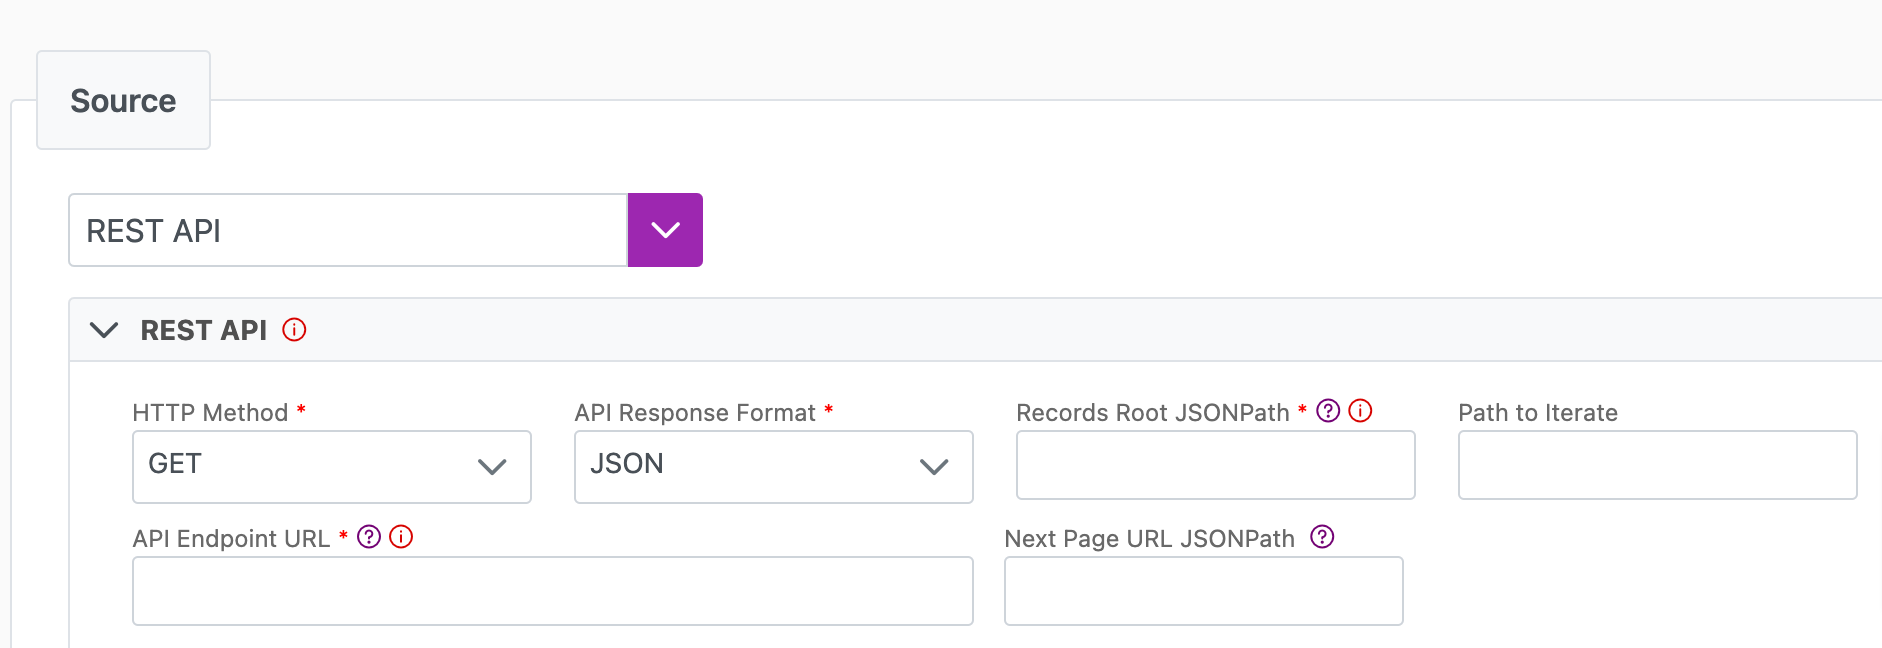 Source
REST API
REST API
HTTP Method * API Response Format * Records Root JSONPath * Path to Iterate
GET JSON
API Endpoint URL * Next Page URL JSONPath